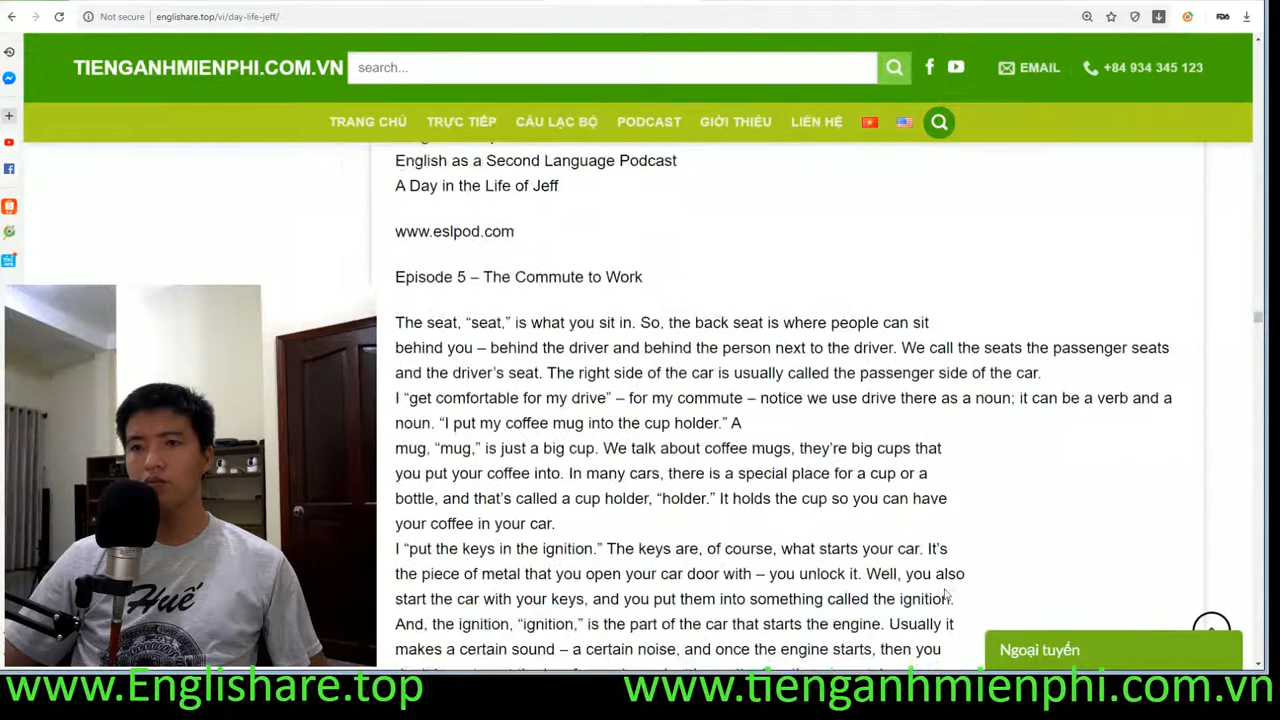 Not secure englishare.top/vi/day-life-jeff/
TIENGANHMIENPHI.COM.VN search... EMAIL +84 934 345 123
TRANG CHỦ TRỰC TIẾP CÂU LẠC BỘ PODCAST GIỚI THIỆU LIÊN HỆ
English as a Second Language Podcast
A Day in the Life of Jeff
www.eslpod.com
Episode 5 – The Commute to Work
The seat, “seat,” is what you sit in. So, the back seat is where people can sit
behind you – behind the driver and behind the person next to the driver. We call the seats the passenger seats
and the driver’s seat. The right side of the car is usually called the passenger side of the car.
I “get comfortable for my drive” – for my commute – notice we use drive there as a noun; it can be a verb and a
noun. “I put my coffee mug into the cup holder.” A
mug, “mug,” is just a big cup. We talk about coffee mugs, they’re big cups that
you put your coffee into. In many cars, there is a special place for a cup or a
bottle, and that’s called a cup holder, “holder.” It holds the cup so you can have
your coffee in your car.
I “put the keys in the ignition.” The keys are, of course, what starts your car. It’s
the piece of metal that you open your car door with – you unlock it. Well, you also
start the car with your keys, and you put them into something called the ignition.
And, the ignition, “ignition,” is the part of the car that starts the engine. Usually it
makes a certain sound – a certain noise, and once the engine starts, then you
Ngoại tuyến
Huế
www.Englishare.top www.tienganhmienphi.com.vn